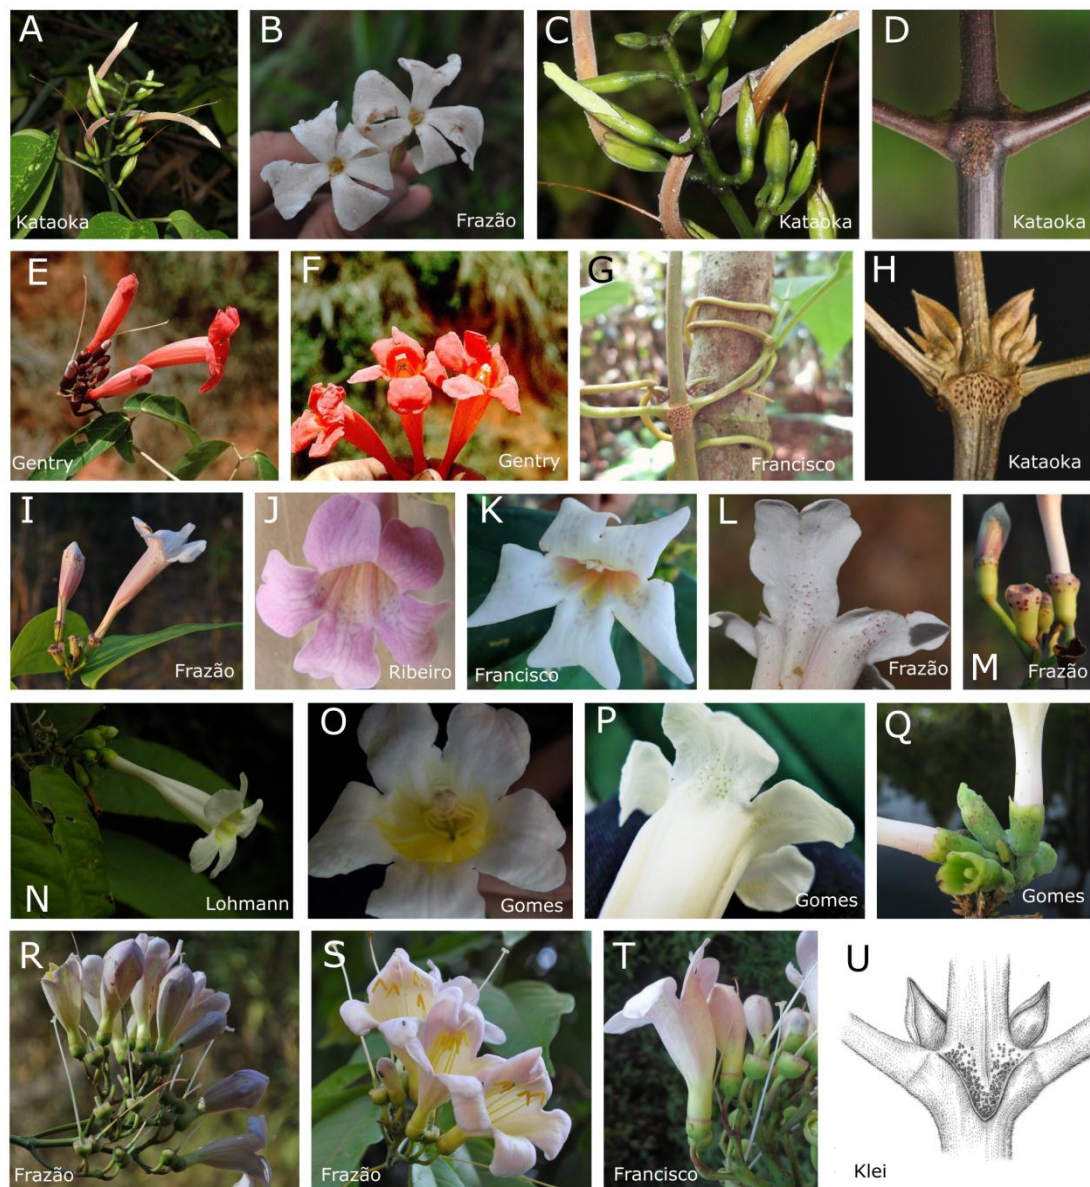 A
Kataoka
B
Frazão
C
Kataoka
D
Kataoka
E
Gentry
F
Gentry
G
Francisco
H
Kataoka
I
Frazão
J
Ribeiro
K
Francisco
L
Frazão
M
Frazão
N
Lohmann
O
Gomes
P
Gomes
Q
Gomes
R
Frazão
S
Frazão
T
Francisco
U
Klei